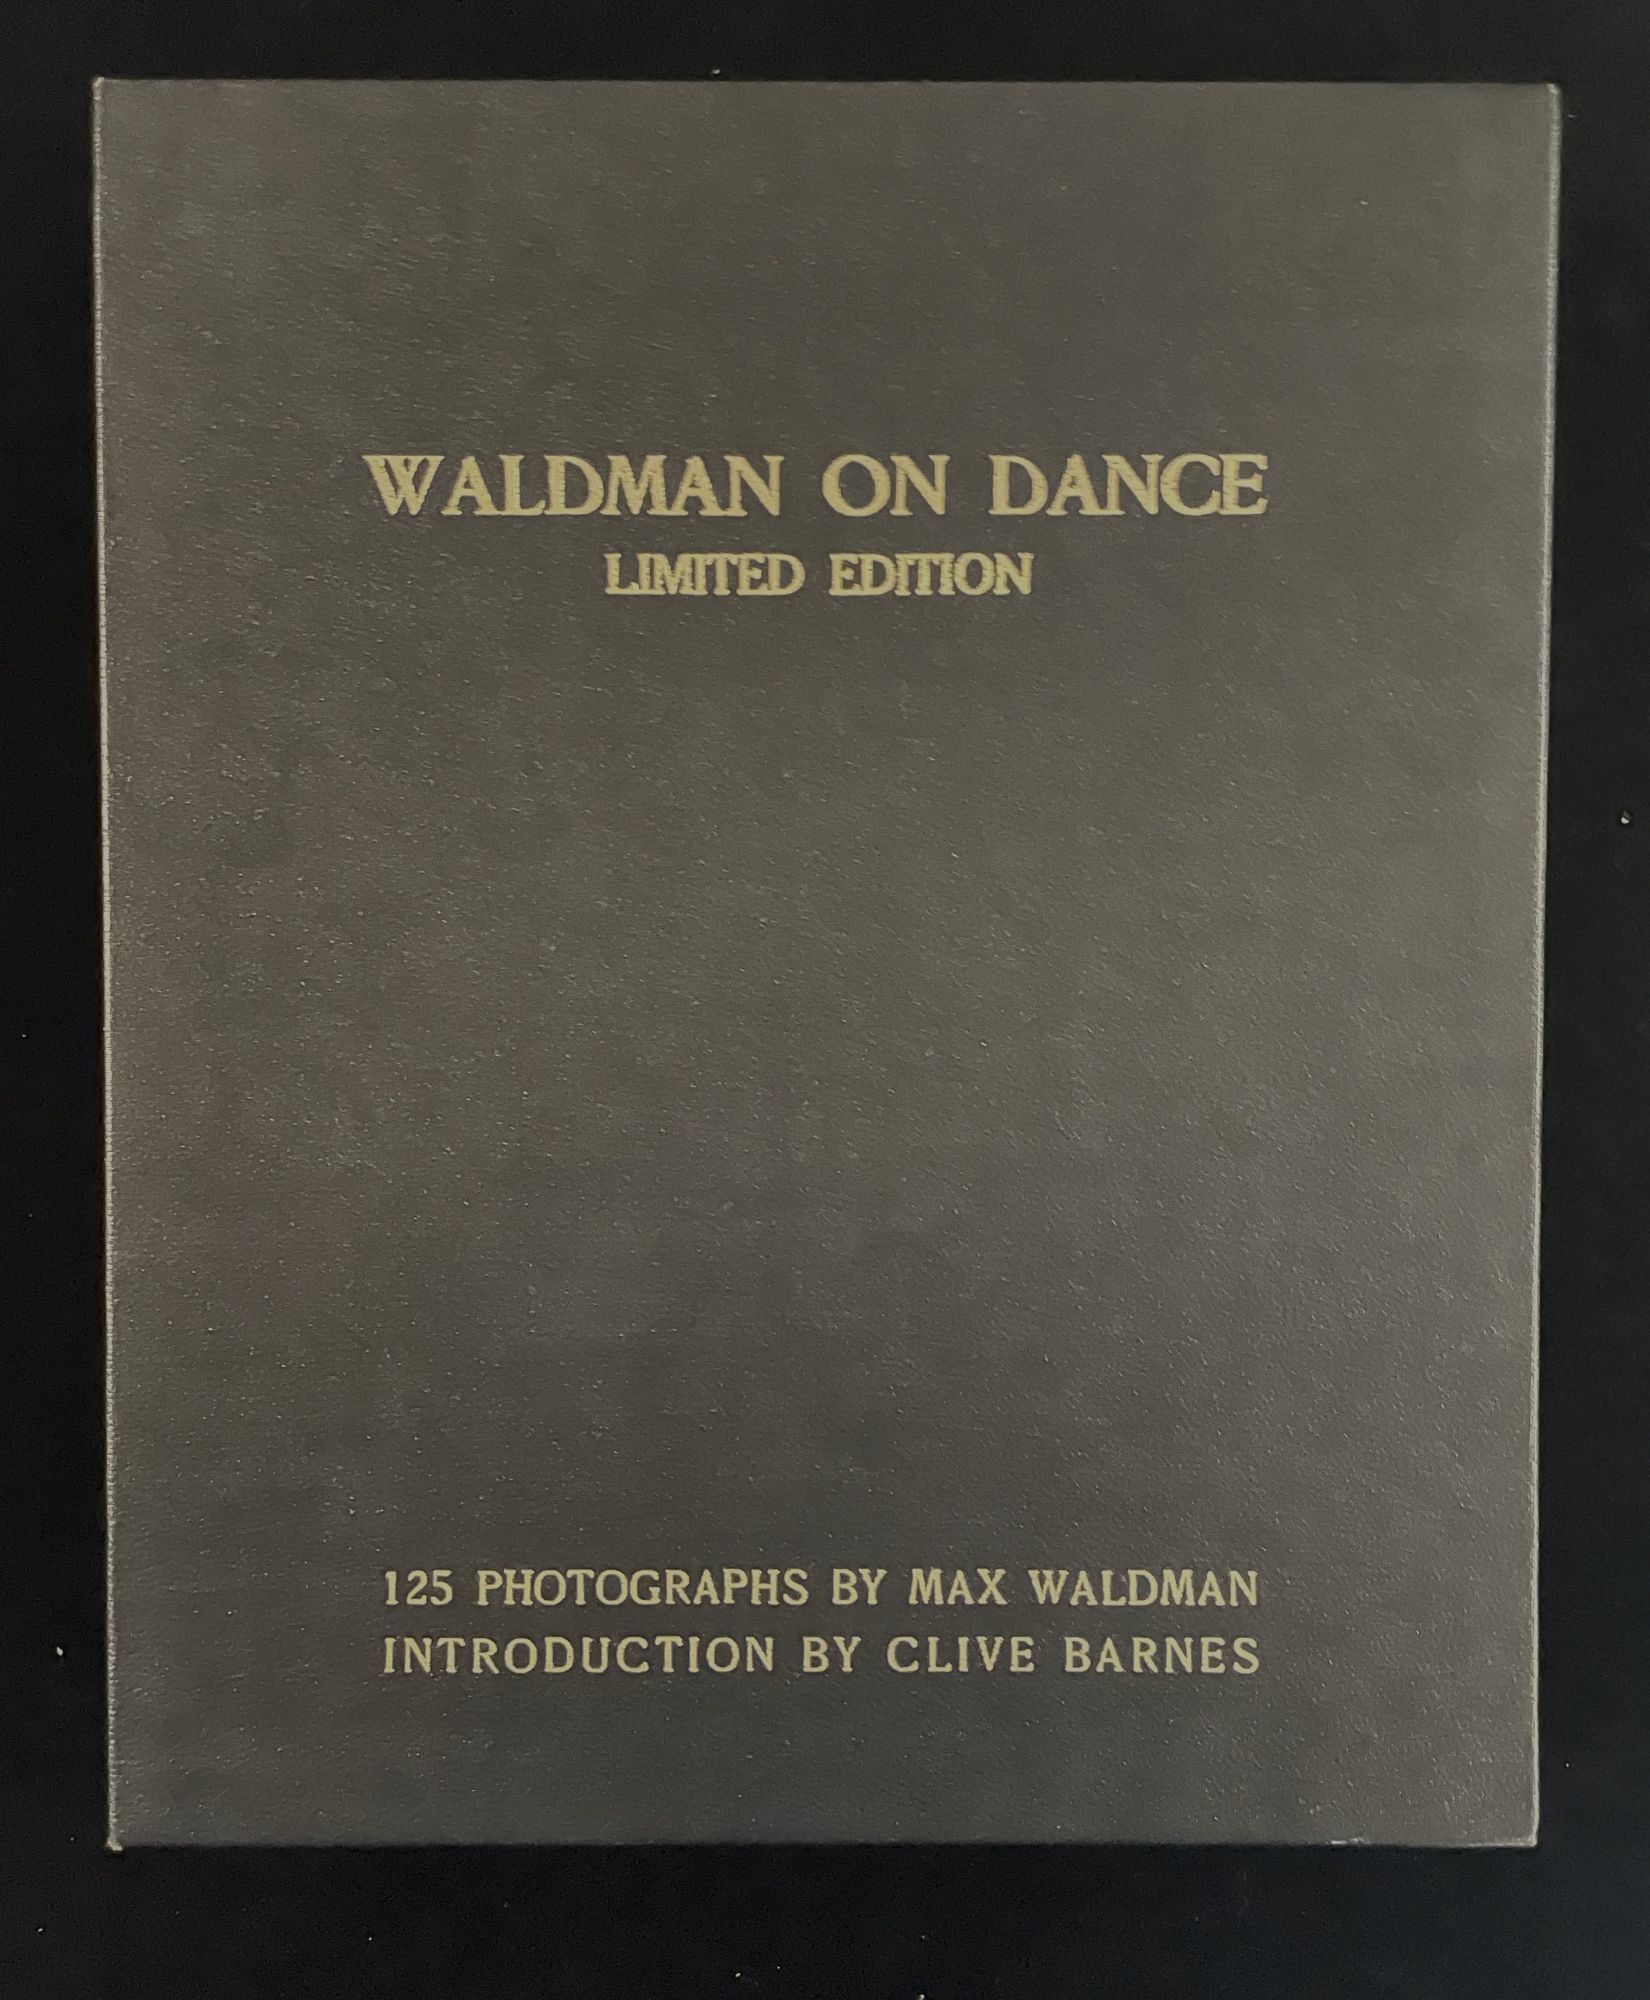 WALDMAN ON DANCE
LIMITED EDITION
125 PHOTOGRAPHS BY MAX WALDMAN
INTRODUCTION BY CLIVE BARNES